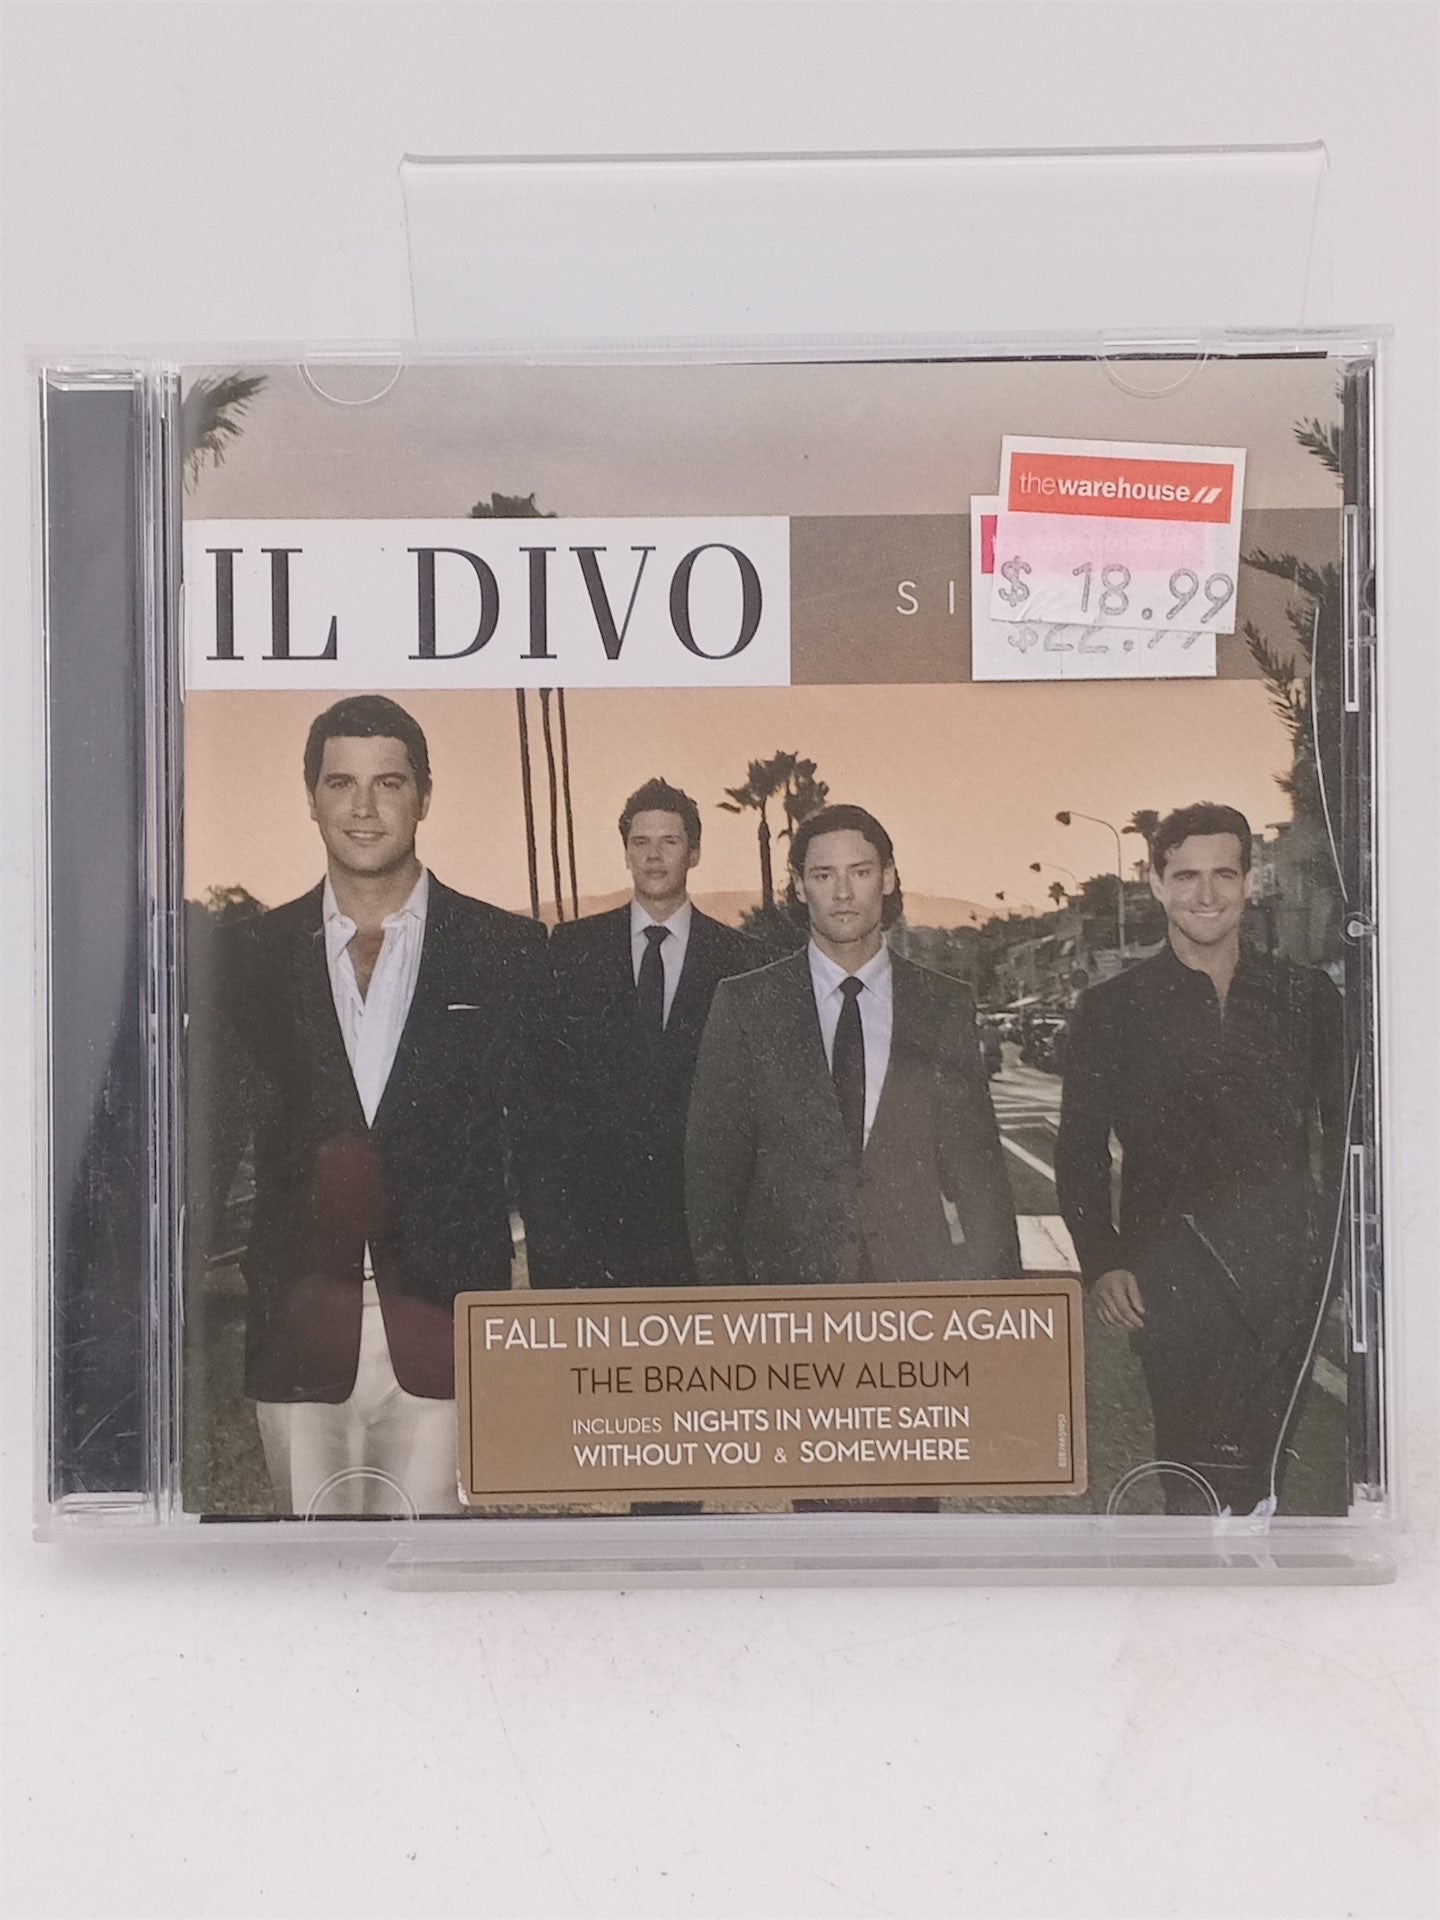 thewarehouse
$ 18.99
$22.99
IL DIVO
SI
FALL IN LOVE WITH MUSIC AGAIN
THE BRAND NEW ALBUM
INCLUDES NIGHTS IN WHITE SATIN
WITHOUT YOU & SOMEWHERE